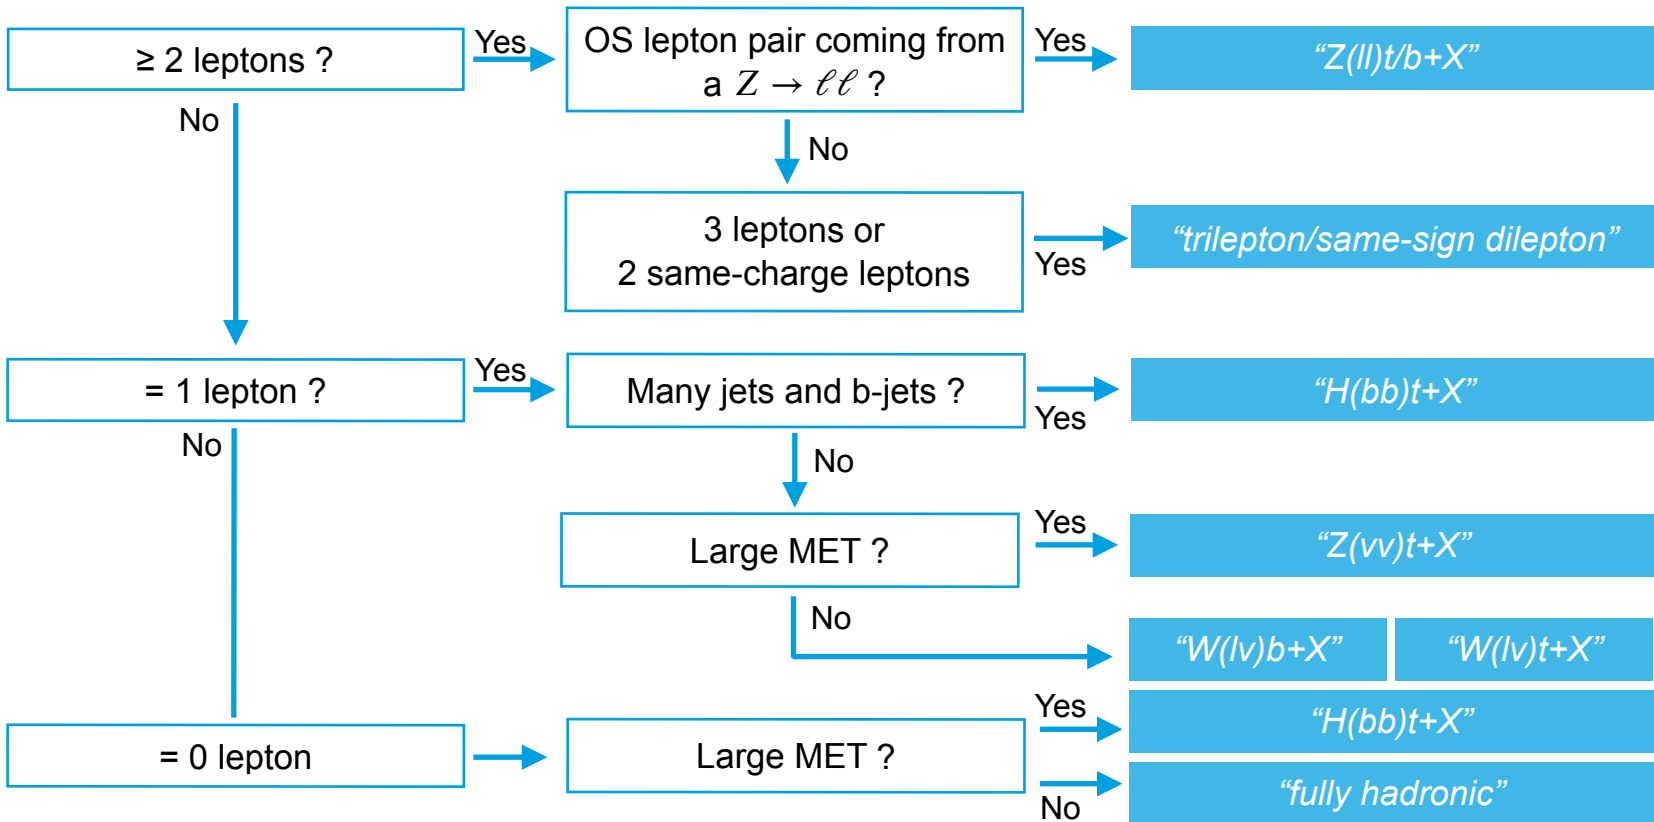 ≥ 2 leptons ?
Yes
OS lepton pair coming from
a Z → ℓℓ ?
Yes
“Z(ll)t/b+X”
No
No
3 leptons or
2 same-charge leptons
Yes
“trilepton/same-sign dilepton”
= 1 lepton ?
Yes
Many jets and b-jets ?
Yes
“H(bb)t+X”
No
No
Large MET ?
Yes
“Z(νν)t+X”
No
“W(lν)b+X”
“W(lν)t+X”
= 0 lepton
Large MET ?
Yes
“H(bb)t+X”
No
“fully hadronic”